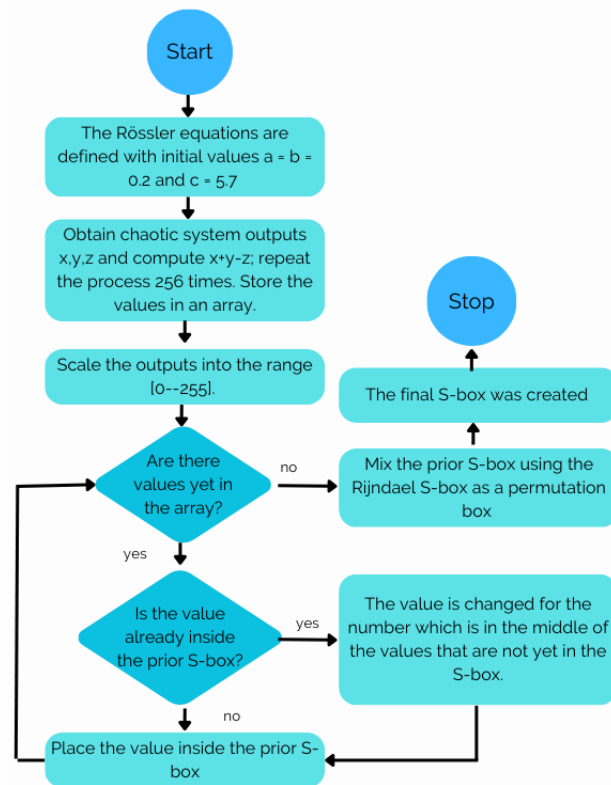 Start
The Rössler equations are
defined with initial values a = b =
0.2 and c = 5.7
Obtain chaotic system outputs
x,y,z and compute x+y-z; repeat
the process 256 times. Store the
values in an array.
Scale the outputs into the range
[0--255].
Are there
values yet in
the array?
no
Mix the prior S-box using the
Rijndael S-box as a permutation
box
The final S-box was created
Stop
yes
Is the value
already inside
the prior S-box?
yes
The value is changed for the
number which is in the middle of
the values that are not yet in the
S-box.
no
Place the value inside the prior S-
box